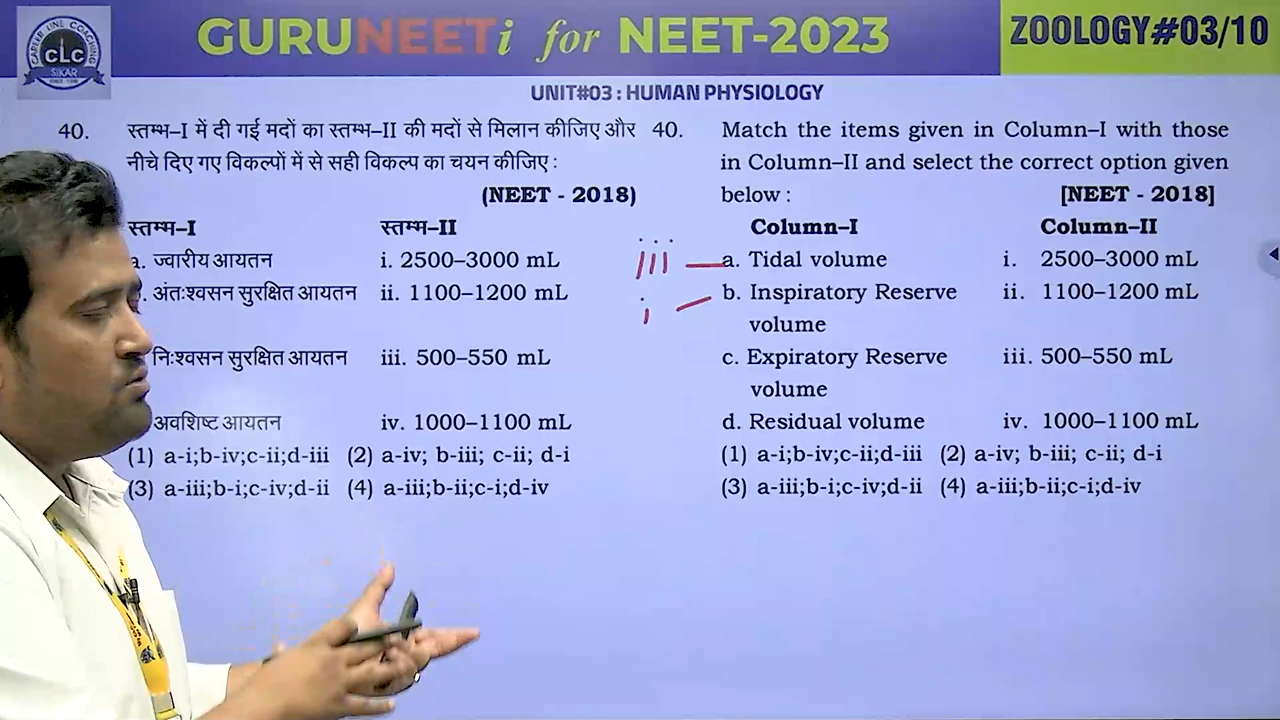 GURUNEETi for NEET-2023
ZOOLOGY#03/10
CAREER LINE COACHING
CLC
SIKAR
UNIT#03 : HUMAN PHYSIOLOGY
40. स्तम्भ–I में दी गई मदों का स्तम्भ–II की मदों से मिलान कीजिए और
नीचे दिए गए विकल्पों में से सही विकल्प का चयन कीजिए :
(NEET - 2018)
स्तम्भ–I स्तम्भ–II
a. ज्वारीय आयतन i. 2500–3000 mL
अंतःश्वसन सुरक्षित आयतन ii. 1100–1200 mL
निःश्वसन सुरक्षित आयतन iii. 500–550 mL
अवशिष्ट आयतन iv. 1000–1100 mL
(1) a-i;b-iv;c-ii;d-iii (2) a-iv; b-iii; c-ii; d-i
(3) a-iii;b-i;c-iv;d-ii (4) a-iii;b-ii;c-i;d-iv
40. Match the items given in Column–I with those
in Column–II and select the correct option given
below : [NEET - 2018]
Column–I Column–II
iii — a. Tidal volume i. 2500–3000 mL
i – b. Inspiratory Reserve ii. 1100–1200 mL
volume
c. Expiratory Reserve iii. 500–550 mL
volume
d. Residual volume iv. 1000–1100 mL
(1) a-i;b-iv;c-ii;d-iii (2) a-iv; b-iii; c-ii; d-i
(3) a-iii;b-i;c-iv;d-ii (4) a-iii;b-ii;c-i;d-iv